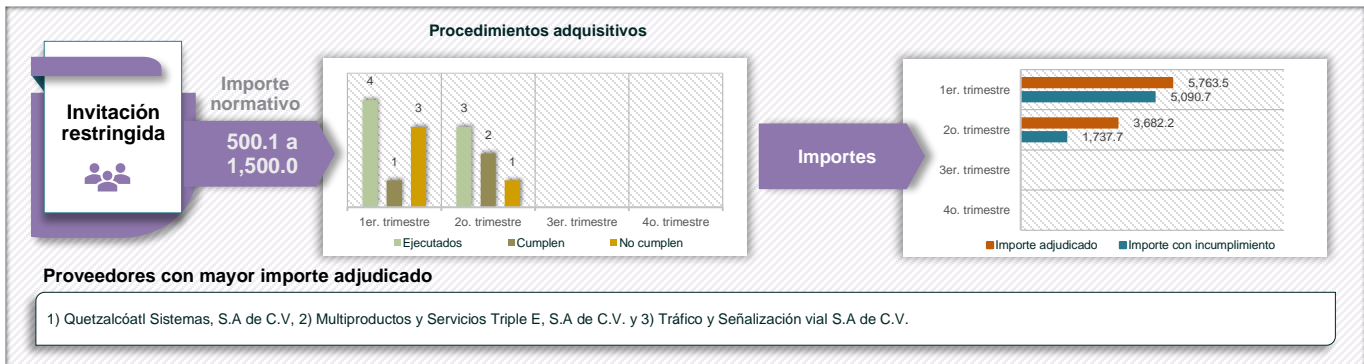 Procedimientos adquisitivos
Invitación
restringida
Importe
normativo
500.1 a
1,500.0
4
1
3
3
2
1
1er. trimestre
2o. trimestre
3er. trimestre
4o. trimestre
Ejecutados
Cumplen
No cumplen
Importes
1er. trimestre
5,763.5
5,090.7
2o. trimestre
3,682.2
1,737.7
3er. trimestre
4o. trimestre
Importe adjudicado
Importe con incumplimiento
Proveedores con mayor importe adjudicado
1) Quetzalcóatl Sistemas, S.A de C.V, 2) Multiproductos y Servicios Triple E, S.A de C.V. y 3) Tráfico y Señalización vial S.A de C.V.